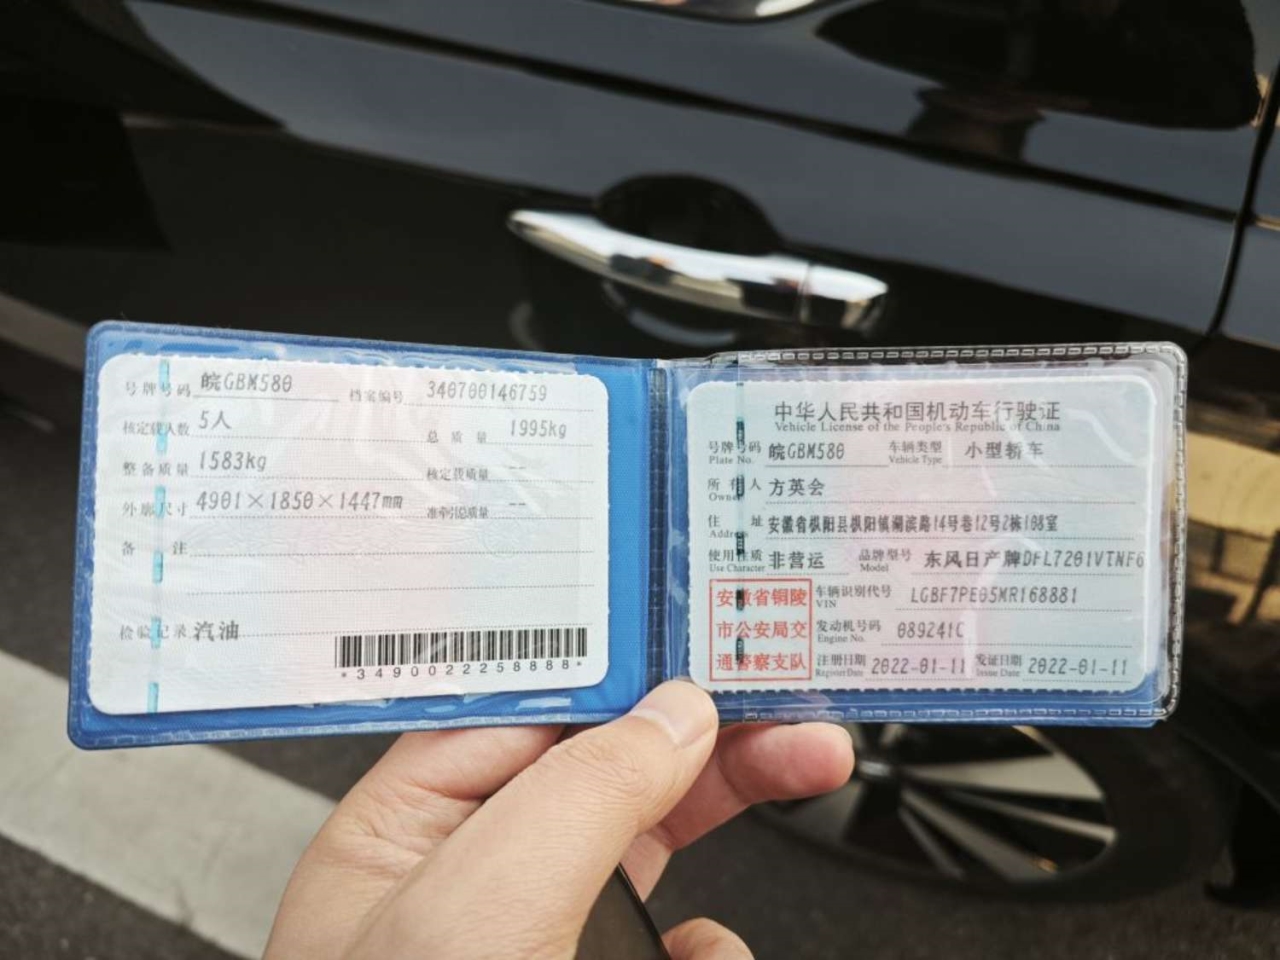 号牌号码 皖GBM580 档案编号 340700146759
核定载人数 5人 总质量 1995kg
整备质量 1583kg 核定载质量 --
外廓尺寸 4901×1850×1447mm 准牵引总质量 --
备注
检验记录 汽油
*3490022258888*
中华人民共和国机动车行驶证
Vehicle License of the People's Republic of China
号牌号码 皖GBM580 车辆类型 小型轿车
Plate No. Vehicle Type
所有人 方英会
Owner
住址 安徽省枞阳县枞阳镇湖滨路14号巷12号2栋108室
Address
使用性质 非营运 品牌型号 东风日产牌DFL7201VTNF6
Use Character Model
安徽省铜陵
市公安局交
通警察支队
车辆识别代号 LGBF7PE05MR168881
VIN
发动机号码 089241C
Engine No.
注册日期 2022-01-11 发证日期 2022-01-11
Register Date Issue Date